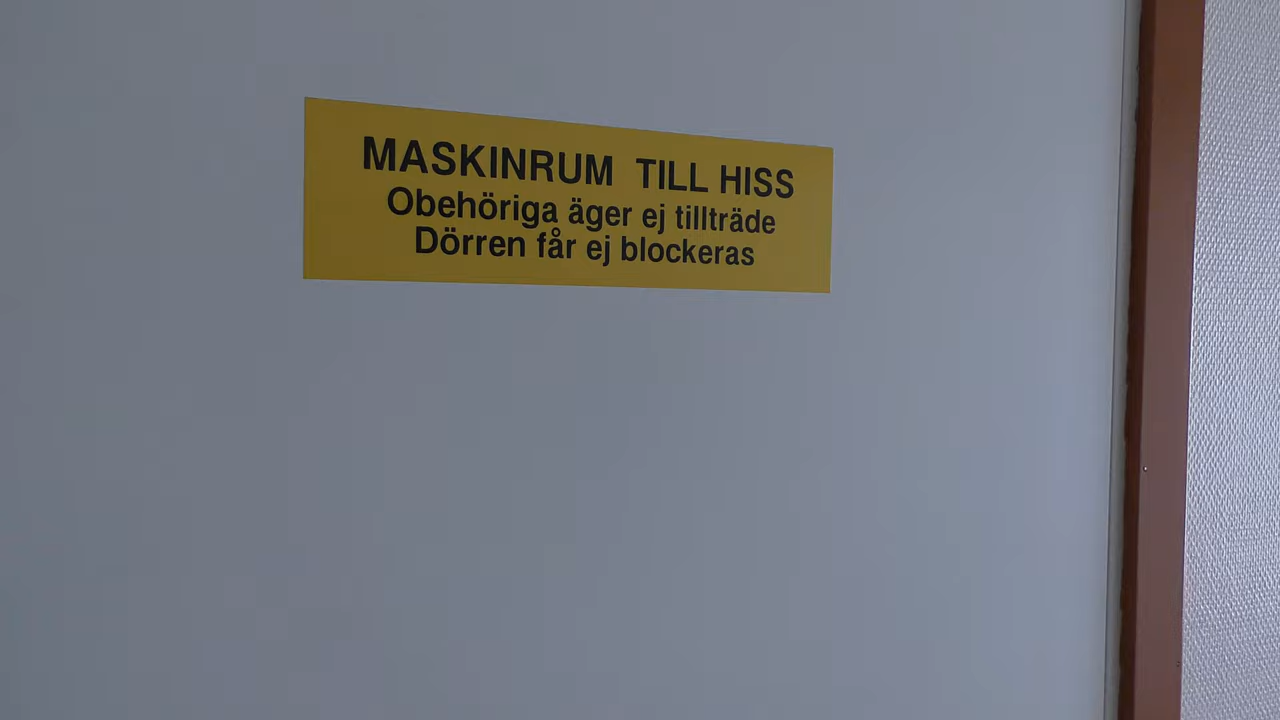 MASKINRUM TILL HISS
Obehöriga äger ej tillträde
Dörren får ej blockeras